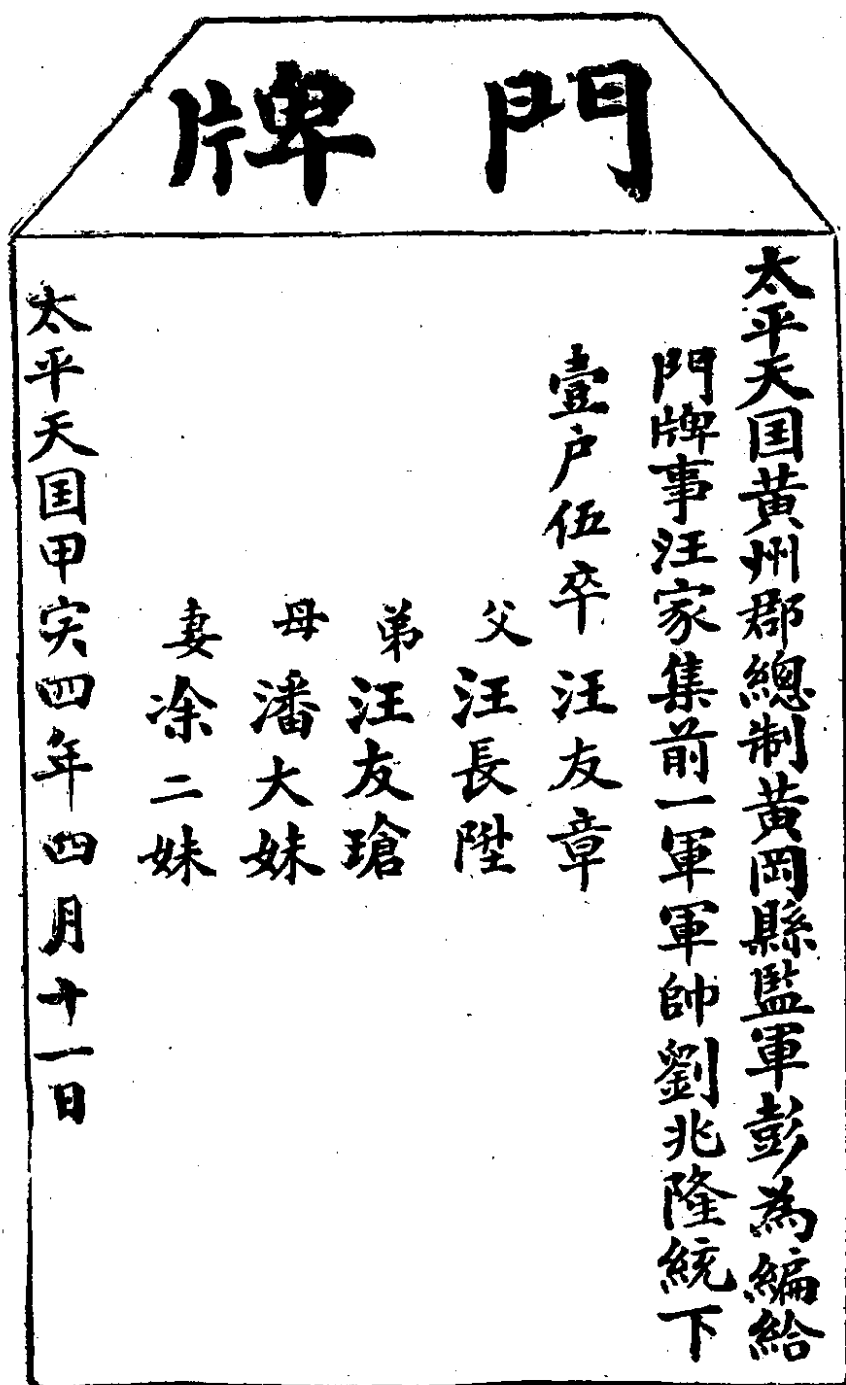 門牌
太平天囯黃州郡總制黃岡縣監軍彭為編給
門牌事汪家集前一軍軍帥劉兆隆統下
壹户伍卒汪友章
父汪長陞
弟汪友瑲
母潘大妹
妻凃二妹
太平天囯甲寅四年四月十一日